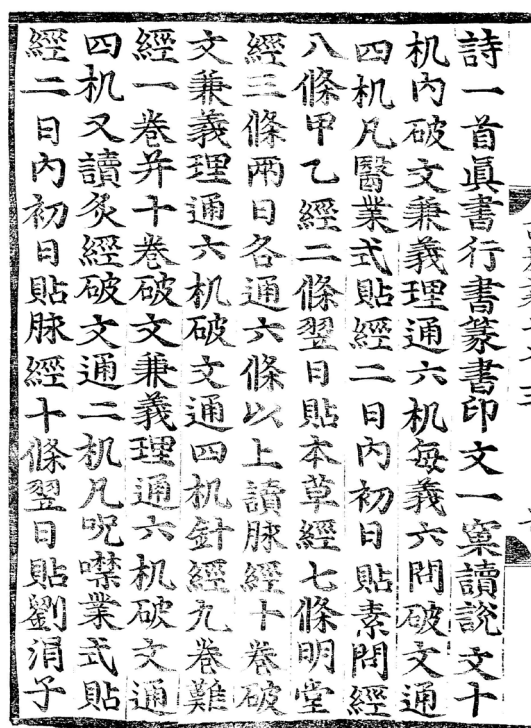 詩一首眞書行書篆書印文一窠讀說文十
机內破文兼義理通六机每義六問破文通
四机凡醫業式貼經二日內初日貼素問經
八條甲乙經二條翌日貼本草經七條明堂
經三條兩日各通六條以上讀脉經十卷破
文兼義理通六机破文通四机針經九卷難
經一卷并十卷破文兼義理通六机破文通
四机又讀灸經破文通二机凡呪噤業式貼
經二日內初日貼脉經十條翌日貼劉涓子